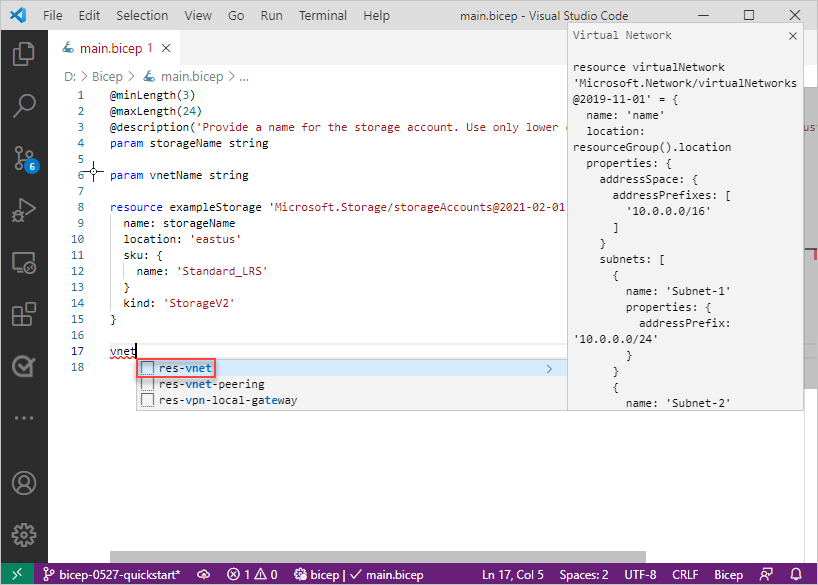 File Edit Selection View Go Run Terminal Help main.bicep - Visual Studio Code
main.bicep 1
D: > Bicep > main.bicep > ...
1 @minLength(3)
2 @maxLength(24)
3 @description('Provide a name for the storage account. Use only lower
4 param storageName string
5
6 param vnetName string
7
8 resource exampleStorage 'Microsoft.Storage/storageAccounts@2021-02-01
9 name: storageName
10 location: 'eastus'
11 sku: {
12 name: 'Standard_LRS'
13 }
14 kind: 'StorageV2'
15 }
16
17 vnet
18
res-vnet
res-vnet-peering
res-vpn-local-gateway
Virtual Network
resource virtualNetwork
'Microsoft.Network/virtualNetworks
@2019-11-01' = {
name: 'name'
location:
resourceGroup().location
properties: {
addressSpace: {
addressPrefixes: [
'10.0.0.0/16'
]
}
subnets: [
{
name: 'Subnet-1'
properties: {
addressPrefix:
'10.0.0.0/24'
}
}
{
name: 'Subnet-2'
6
bicep-0527-quickstart* 1 0 bicep | main.bicep Ln 17, Col 5 Spaces: 2 UTF-8 CRLF Bicep